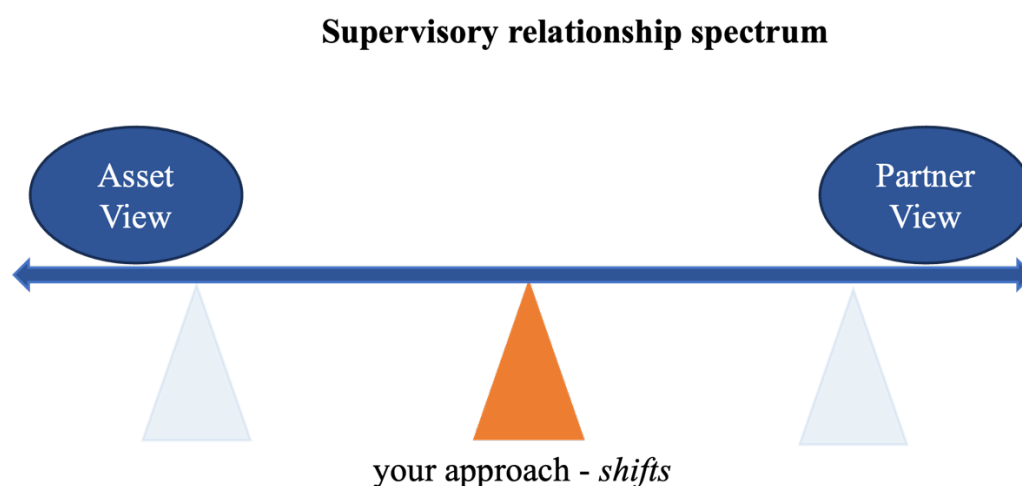 Supervisory relationship spectrum
Asset
View
Partner
View
your approach - shifts